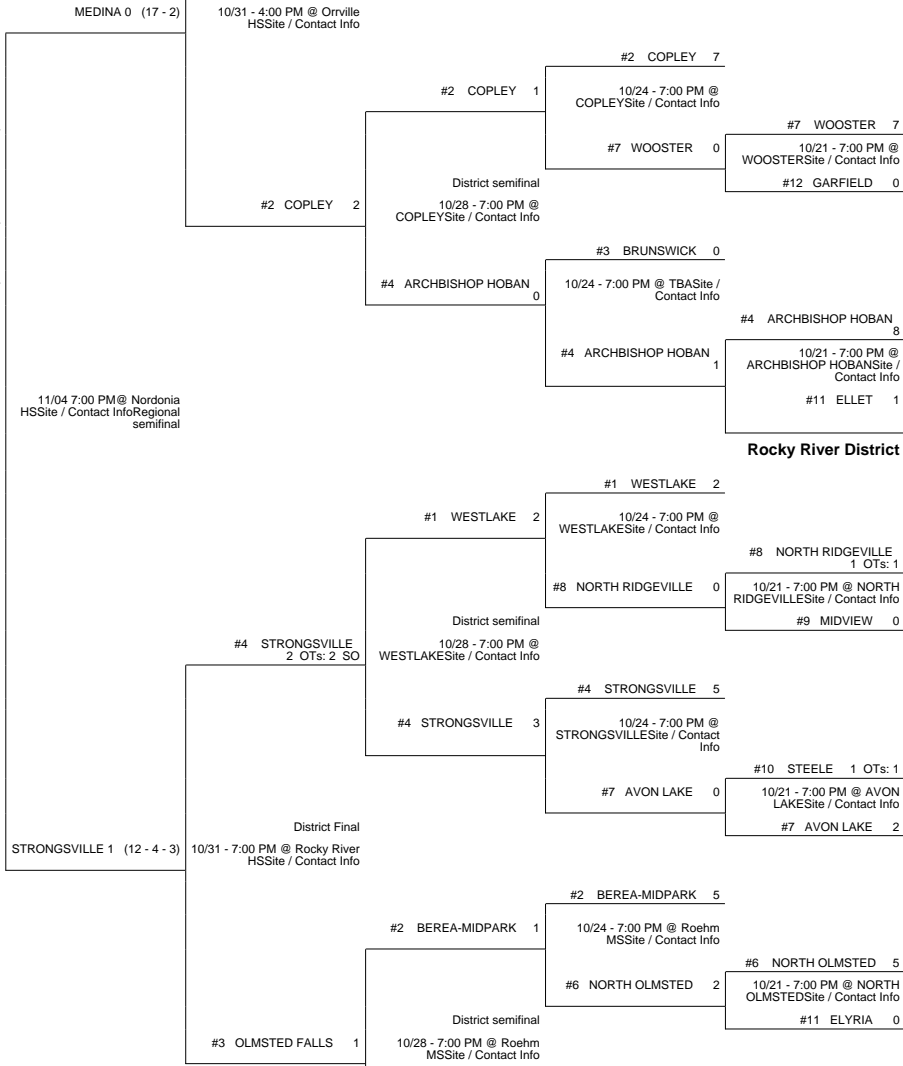 MEDINA 0 (17 - 2)
10/31 - 4:00 PM @ Orrville
HSSite / Contact Info
#2 COPLEY 7
#2 COPLEY 1
10/24 - 7:00 PM @
COPLEYSite / Contact Info
#7 WOOSTER 7
#7 WOOSTER 0
10/21 - 7:00 PM @
WOOSTERSite / Contact Info
#12 GARFIELD 0
District semifinal
#2 COPLEY 2
10/28 - 7:00 PM @
COPLEYSite / Contact Info
#3 BRUNSWICK 0
#4 ARCHBISHOP HOBAN
0
10/24 - 7:00 PM @ TBASite /
Contact Info
#4 ARCHBISHOP HOBAN
8
#4 ARCHBISHOP HOBAN
1
10/21 - 7:00 PM @
ARCHBISHOP HOBANSite /
Contact Info
#11 ELLET 1
11/04 7:00 PM@ Nordonia
HSSite / Contact InfoRegional
semifinal
Rocky River District
#1 WESTLAKE 2
#1 WESTLAKE 2
10/24 - 7:00 PM @
WESTLAKESite / Contact Info
#8 NORTH RIDGEVILLE
1 OTs: 1
#8 NORTH RIDGEVILLE 0
10/21 - 7:00 PM @ NORTH
RIDGEVILLESite / Contact Info
#9 MIDVIEW 0
District semifinal
#4 STRONGSVILLE
2 OTs: 2 SO
10/28 - 7:00 PM @
WESTLAKESite / Contact Info
#4 STRONGSVILLE 5
#4 STRONGSVILLE 3
10/24 - 7:00 PM @
STRONGSVILLESite / Contact
Info
#10 STEELE 1 OTs: 1
#7 AVON LAKE 0
10/21 - 7:00 PM @ AVON
LAKESite / Contact Info
#7 AVON LAKE 2
District Final
STRONGSVILLE 1 (12 - 4 - 3)
10/31 - 7:00 PM @ Rocky River
HSSite / Contact Info
#2 BEREA-MIDPARK 5
#2 BEREA-MIDPARK 1
10/24 - 7:00 PM @ Roehm
MSSite / Contact Info
#6 NORTH OLMSTED 5
#6 NORTH OLMSTED 2
10/21 - 7:00 PM @ NORTH
OLMSTEDSite / Contact Info
#11 ELYRIA 0
District semifinal
#3 OLMSTED FALLS 1
10/28 - 7:00 PM @ Roehm
MSSite / Contact Info